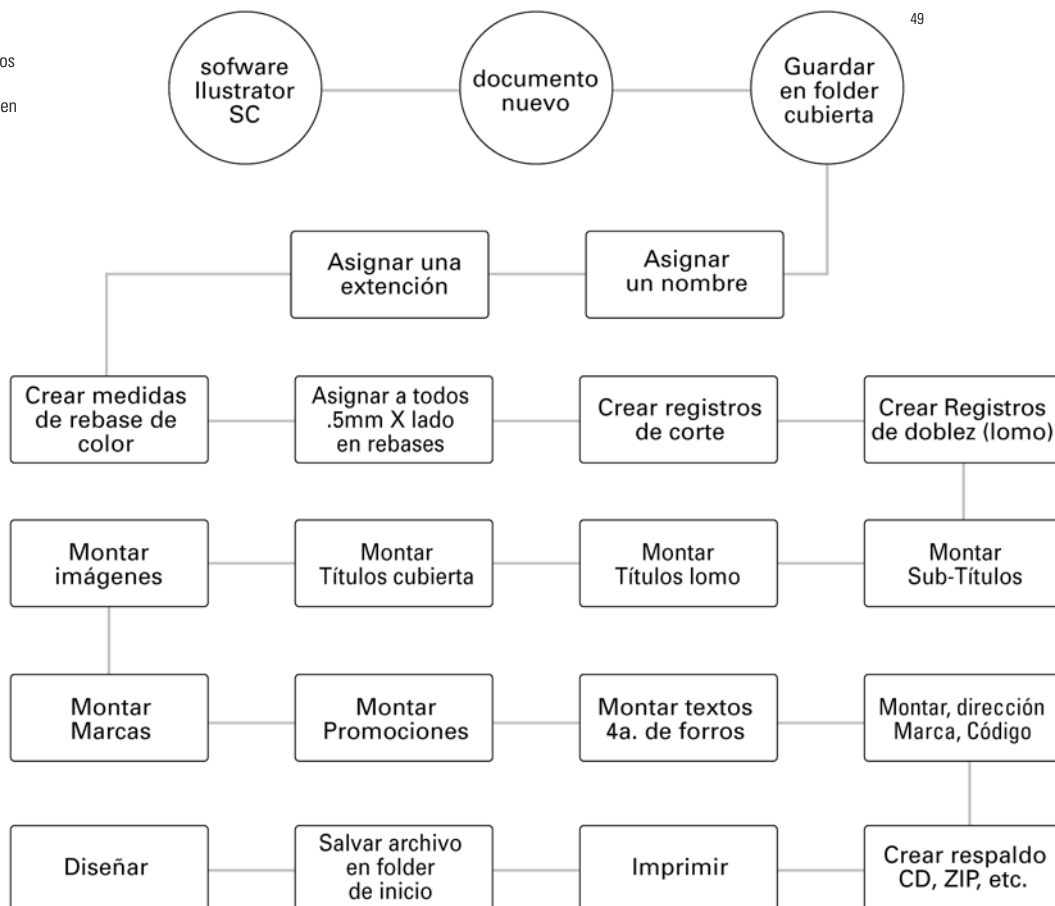 49
os
en
sofware
Ilustrator
SC
documento
nuevo
Guardar
en folder
cubierta
Asignar una
extención
Asignar
un nombre
Crear medidas
de rebase de
color
Asignar a todos
.5mm X lado
en rebases
Crear registros
de corte
Crear Registros
de doblez (lomo)
Montar
imágenes
Montar
Títulos cubierta
Montar
Títulos lomo
Montar
Sub-Títulos
Montar
Marcas
Montar
Promociones
Montar textos
4a. de forros
Montar, dirección
Marca, Código
Diseñar
Salvar archivo
en folder
de inicio
Imprimir
Crear respaldo
CD, ZIP, etc.